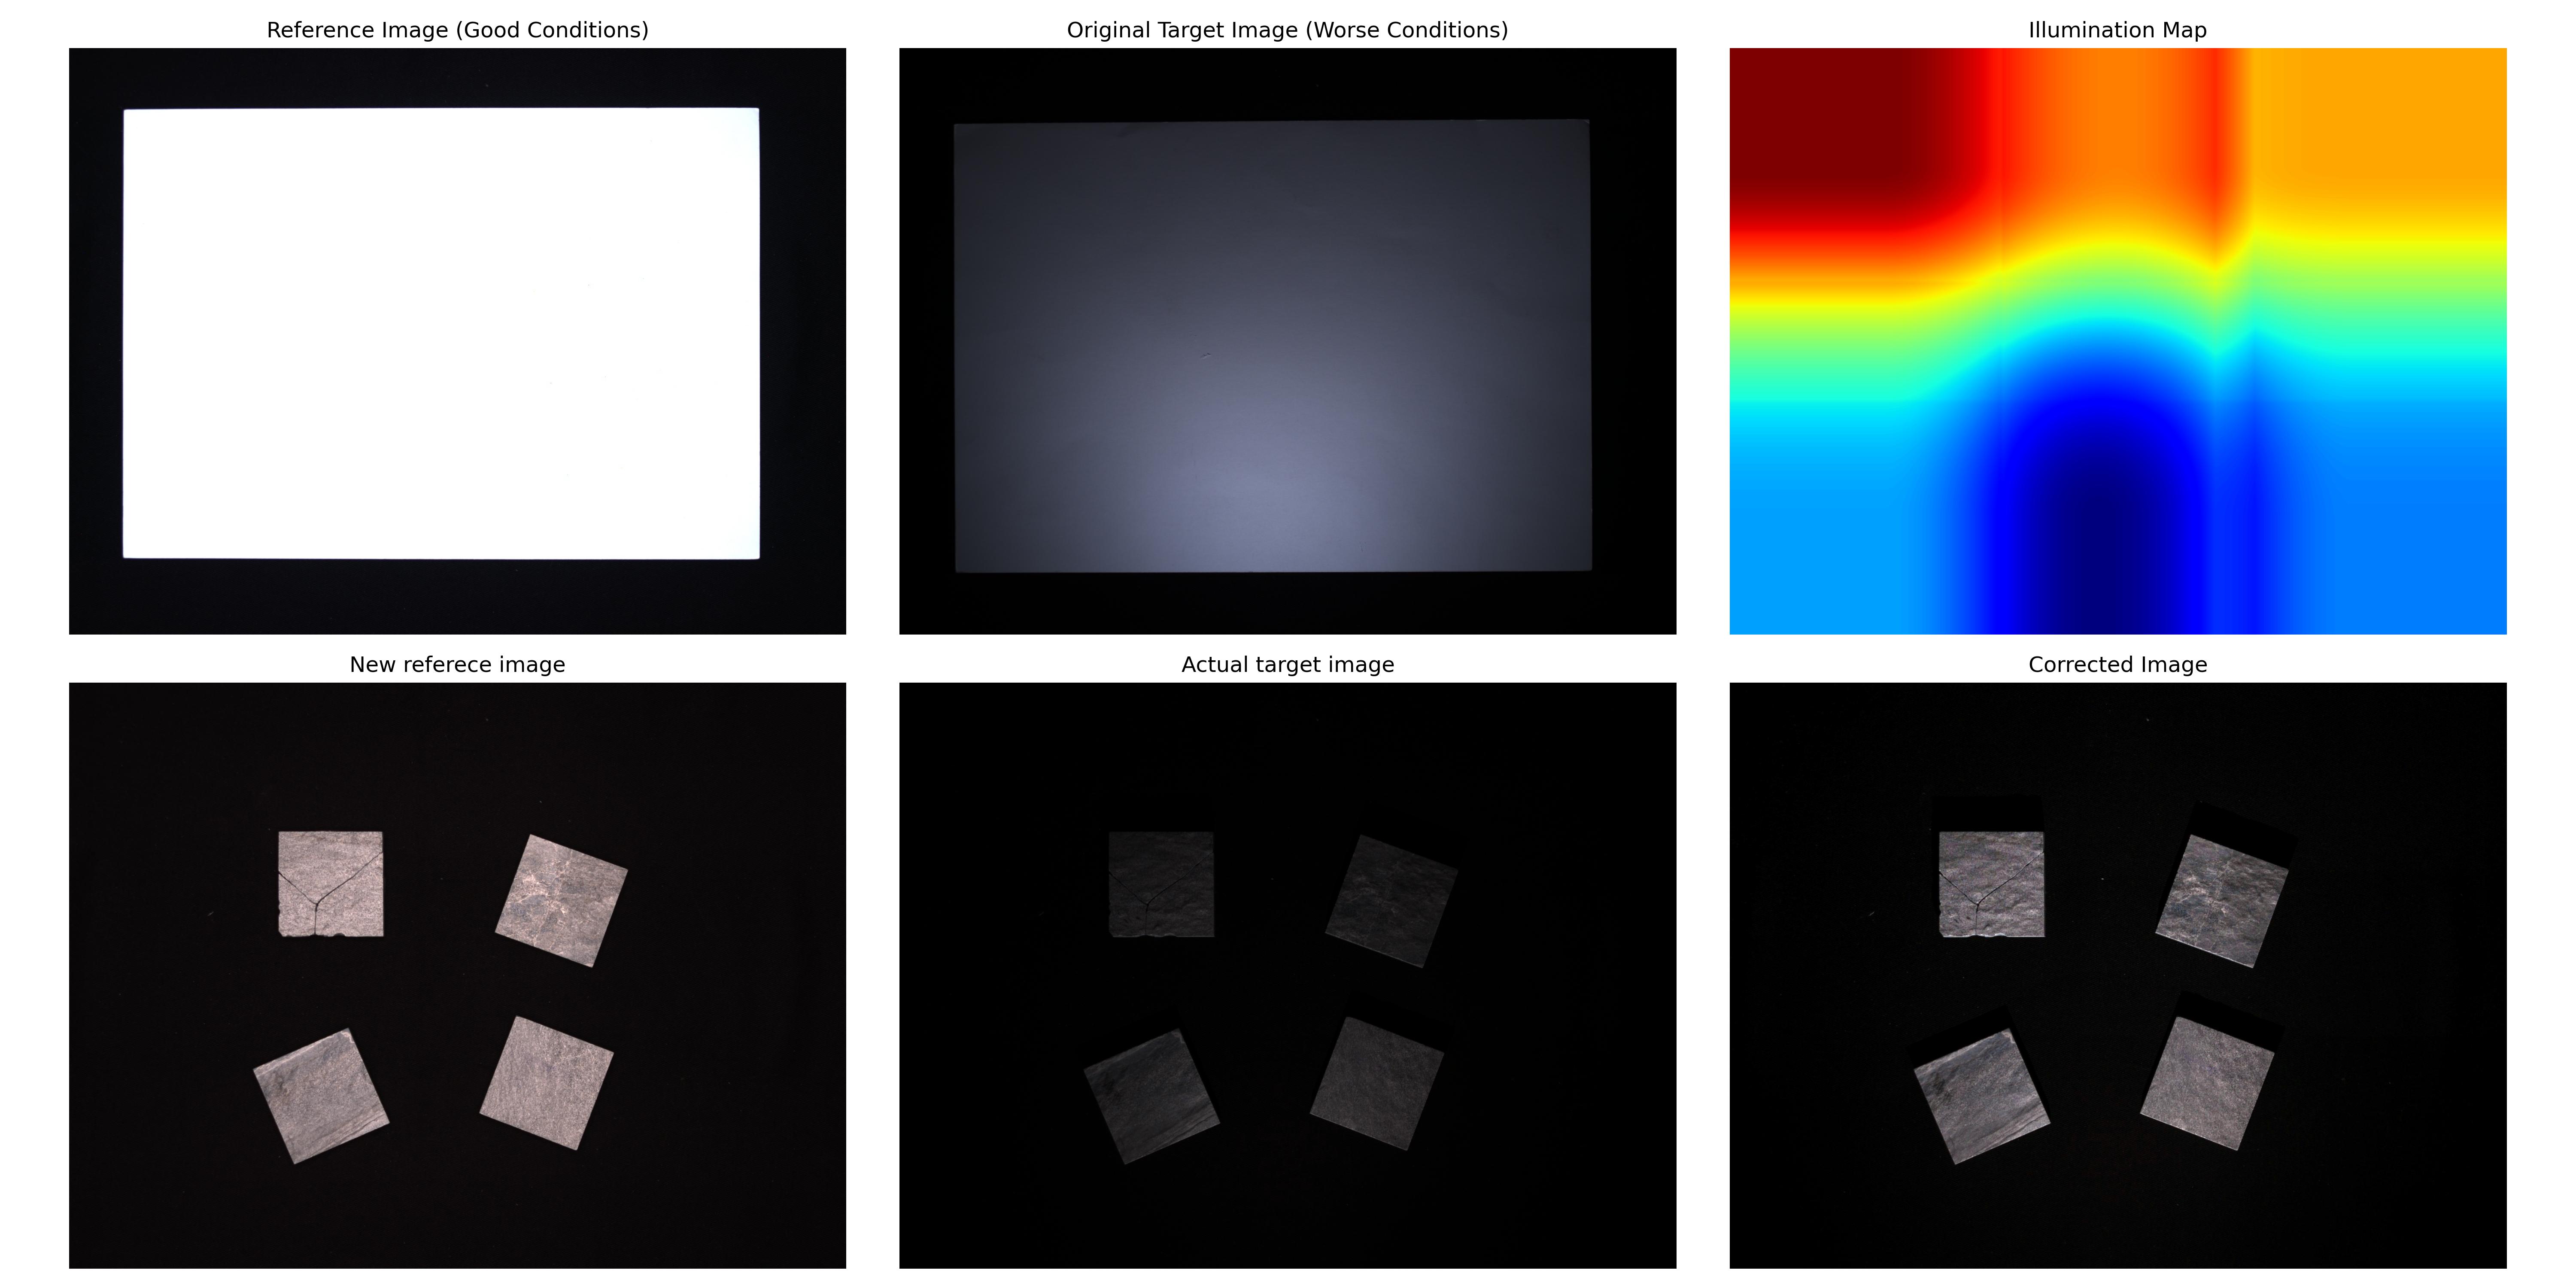 Reference Image (Good Conditions)
Original Target Image (Worse Conditions)
Illumination Map
New referece image
Actual target image
Corrected Image